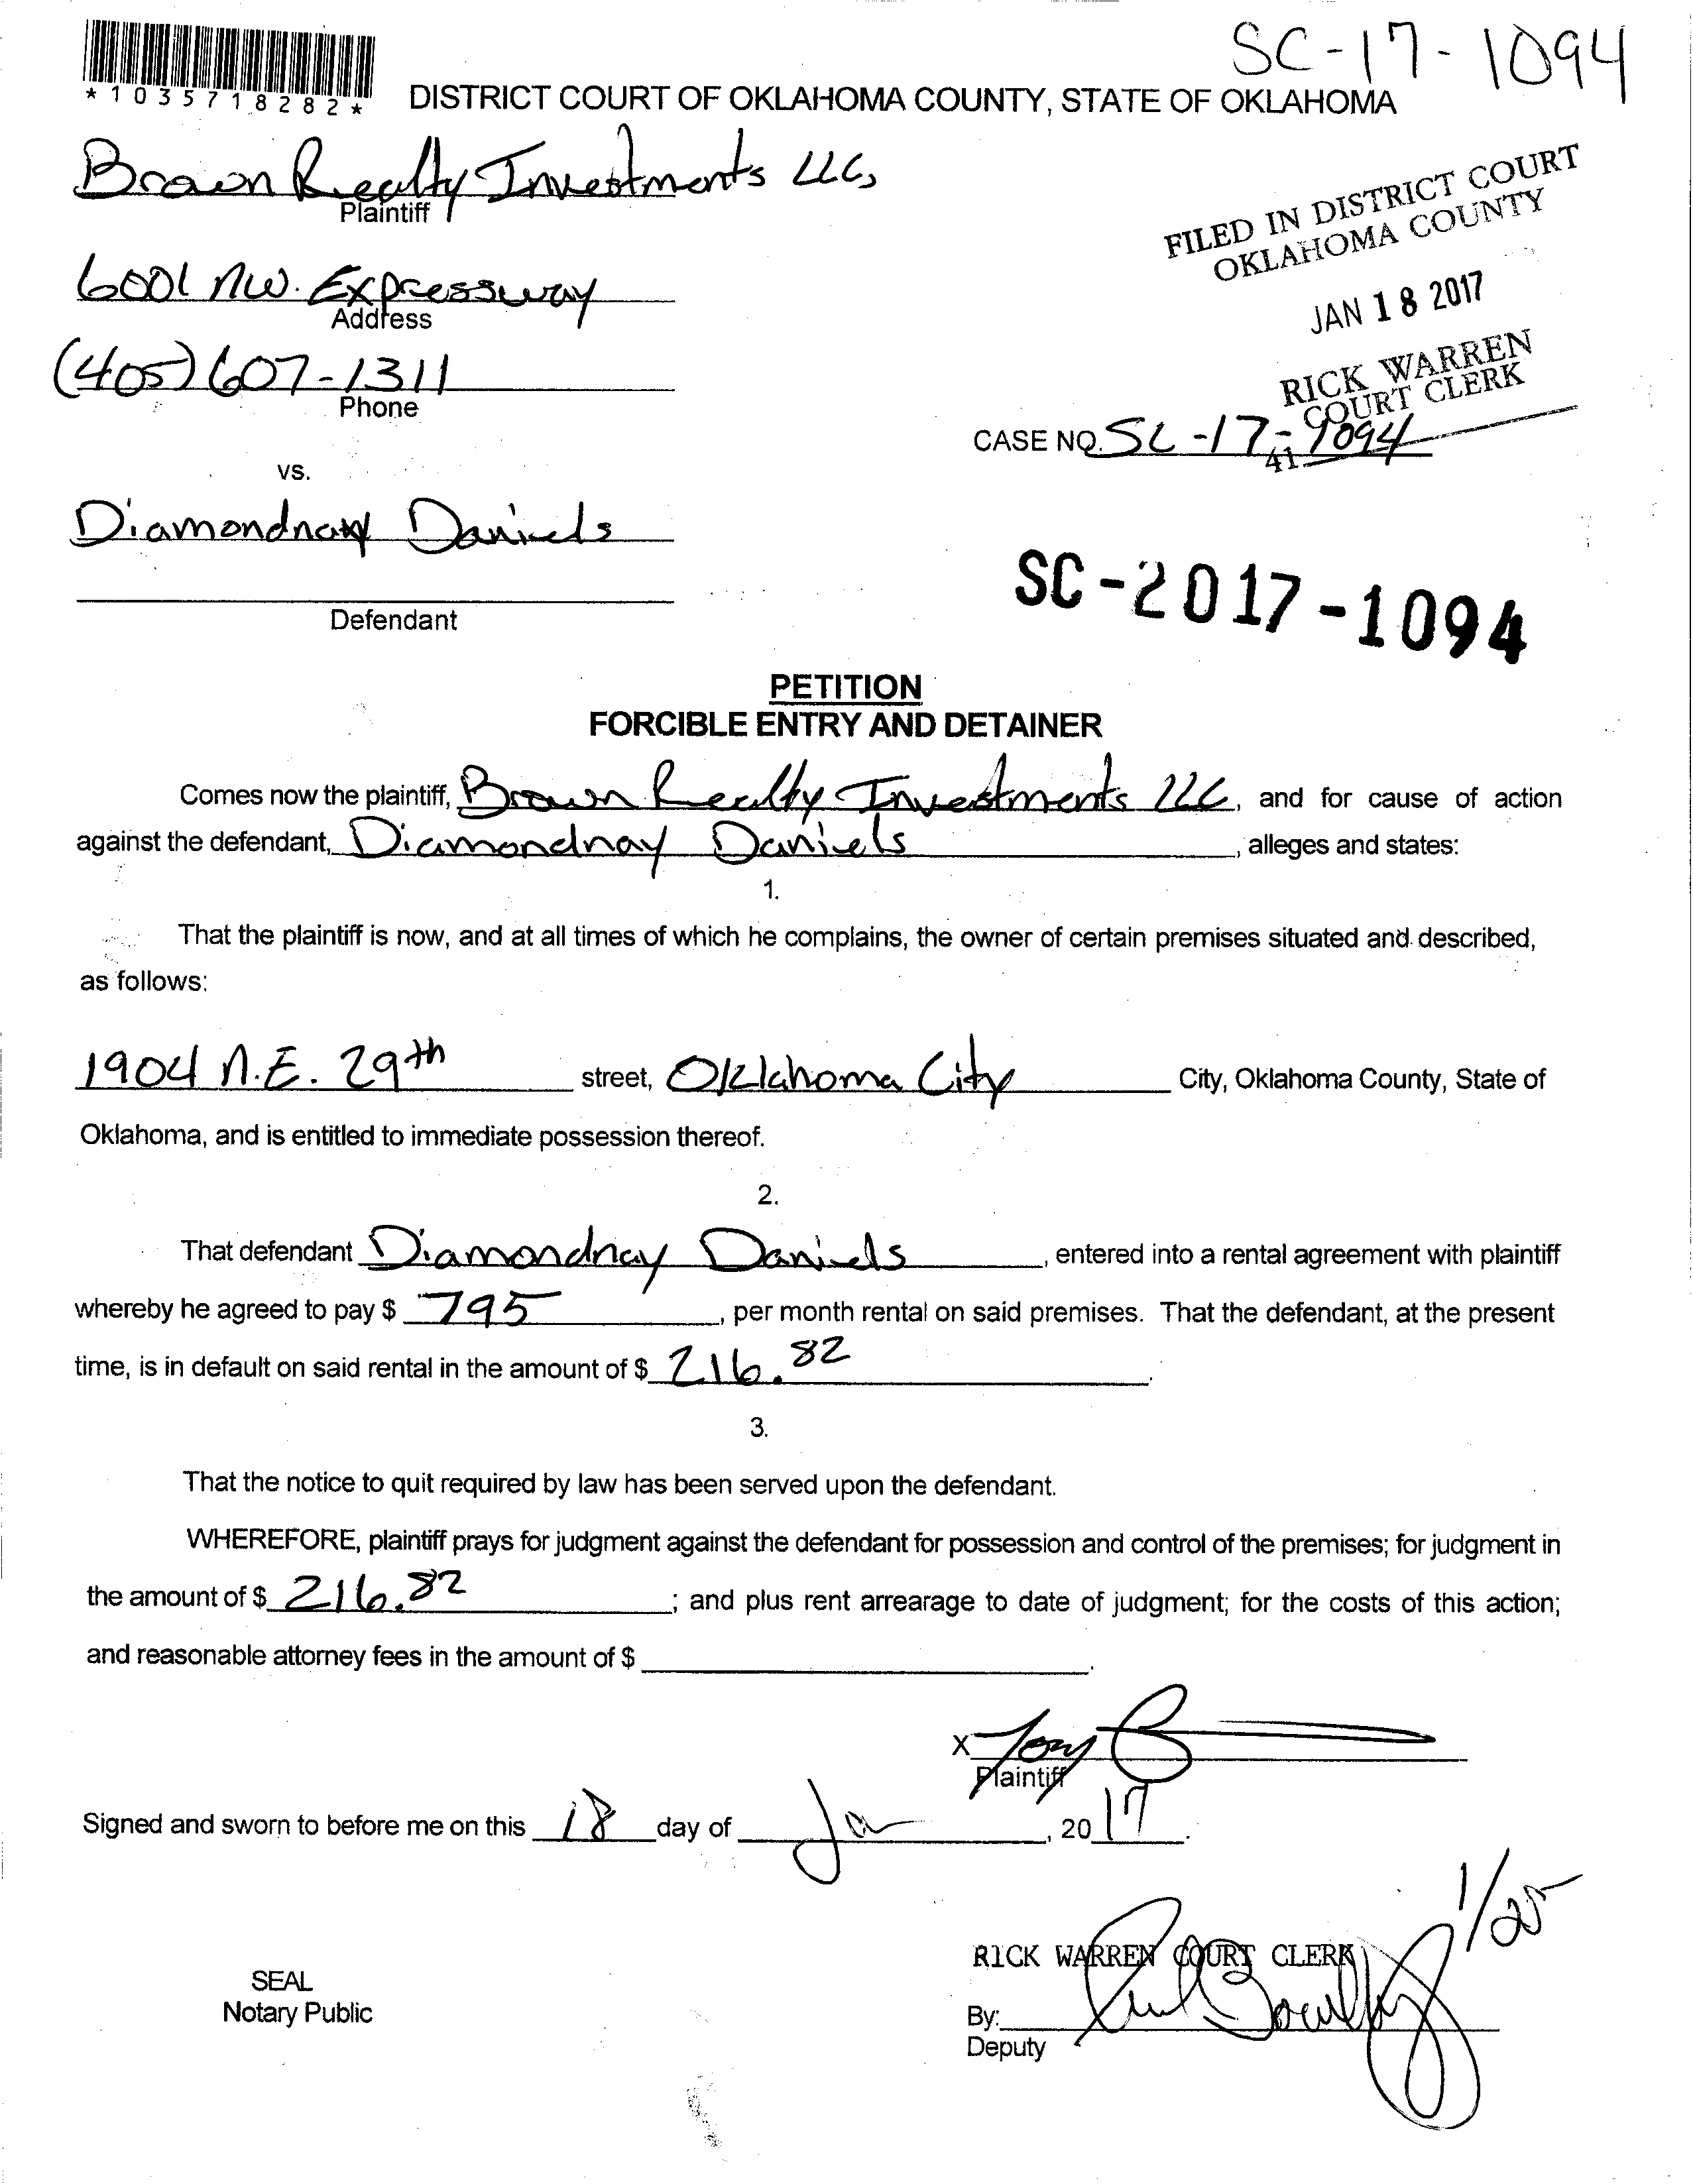 SC-17-1094
*1035718282*
DISTRICT COURT OF OKLAHOMA COUNTY, STATE OF OKLAHOMA
Brown Realty Investments LLC,
Plaintiff
FILED IN DISTRICT COURT
OKLAHOMA COUNTY
6001 NW. Expressway
Address
JAN 18 2017
(405) 607-1311
Phone
RICK WARREN
COURT CLERK
CASE NO. SC-17-1094
41
vs.
Diamondnay Daniels
Defendant
SC-2017-1094
PETITION
FORCIBLE ENTRY AND DETAINER
Comes now the plaintiff, Brown Realty Investments LLC, and for cause of action
against the defendant, Diamondnay Daniels, alleges and states:
1.
That the plaintiff is now, and at all times of which he complains, the owner of certain premises situated and described,
as follows:
1904 N.E. 29th street, Oklahoma City City, Oklahoma County, State of
Oklahoma, and is entitled to immediate possession thereof.
2.
That defendant Diamondnay Daniels, entered into a rental agreement with plaintiff
whereby he agreed to pay $ 795, per month rental on said premises. That the defendant, at the present
time, is in default on said rental in the amount of $ 216.82.
3.
That the notice to quit required by law has been served upon the defendant.
WHEREFORE, plaintiff prays for judgment against the defendant for possession and control of the premises; for judgment in
the amount of $ 216.82; and plus rent arrearage to date of judgment; for the costs of this action;
and reasonable attorney fees in the amount of $ .
X Tony B
Plaintiff
Signed and sworn to before me on this 18 day of Jan, 2017.
1/25
RICK WARREN COURT CLERK
SEAL
Notary Public
By:
Deputy